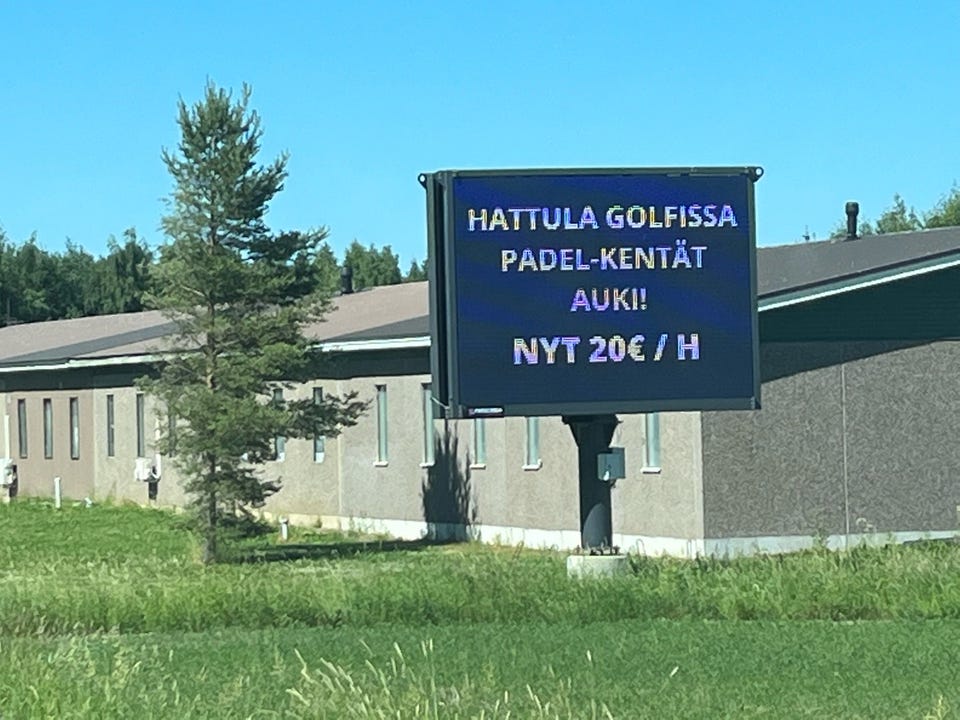 HATTULA GOLFISSA
PADEL-KENTÄT
AUKI!
NYT 20€ / H